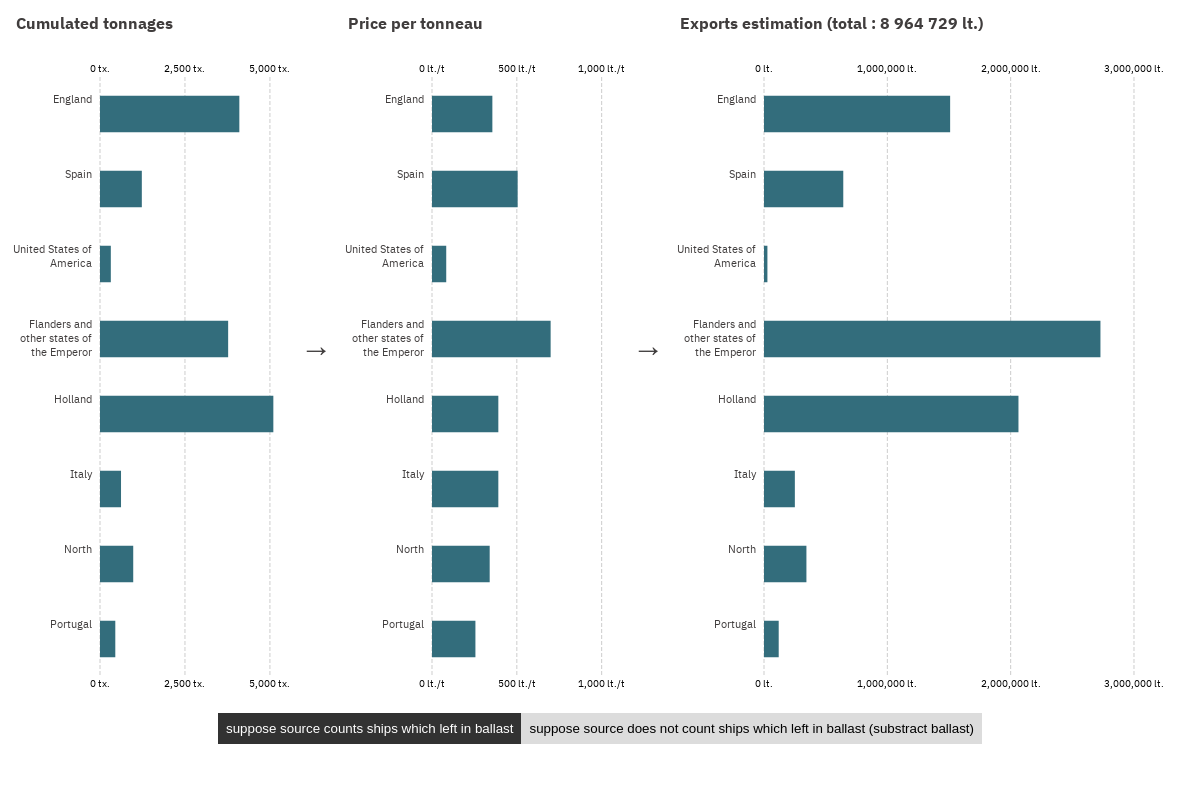 Cumulated tonnages
0 tx.
2,500 tx.
5,000 tx.
England
Spain
United States of
America
Flanders and
other states of
the Emperor
Holland
Italy
North
Portugal
0 tx.
2,500 tx.
5,000 tx.
→
Price per tonneau
0 lt./t
500 lt./t
1,000 lt./t
England
Spain
United States of
America
Flanders and
other states of
the Emperor
Holland
Italy
North
Portugal
0 lt./t
500 lt./t
1,000 lt./t
→
Exports estimation (total : 8 964 729 lt.)
0 lt.
1,000,000 lt.
2,000,000 lt.
3,000,000 lt.
England
Spain
United States of
America
Flanders and
other states of
the Emperor
Holland
Italy
North
Portugal
0 lt.
1,000,000 lt.
2,000,000 lt.
3,000,000 lt.
suppose source counts ships which left in ballast
suppose source does not count ships which left in ballast (substract ballast)